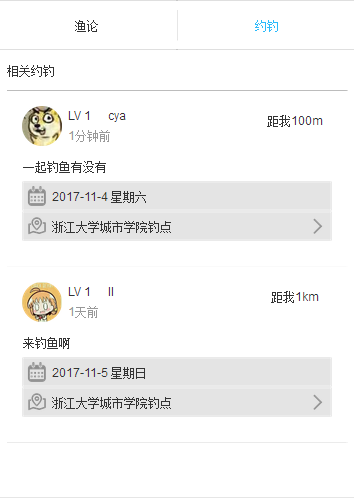 渔论 约钓
相关约钓
LV 1 cya 距我100m
1分钟前
一起钓鱼有没有
2017-11-4 星期六
浙江大学城市学院钓点
LV 1 ll 距我1km
1天前
来钓鱼啊
2017-11-5 星期日
浙江大学城市学院钓点